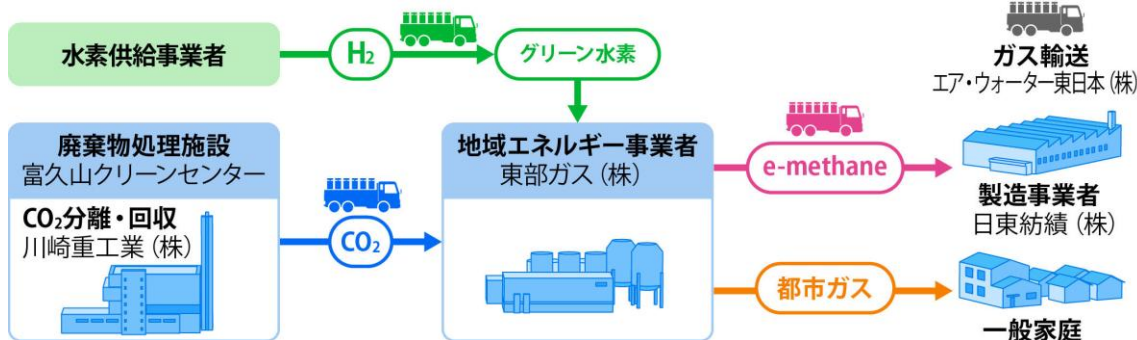 水素供給事業者
H₂
グリーン水素
ガス輸送
エア・ウォーター東日本(株)
廃棄物処理施設
富久山クリーンセンター
CO₂分離・回収
川崎重工業(株)
CO₂
地域エネルギー事業者
東部ガス(株)
e-methane
製造事業者
日東紡績(株)
都市ガス
一般家庭